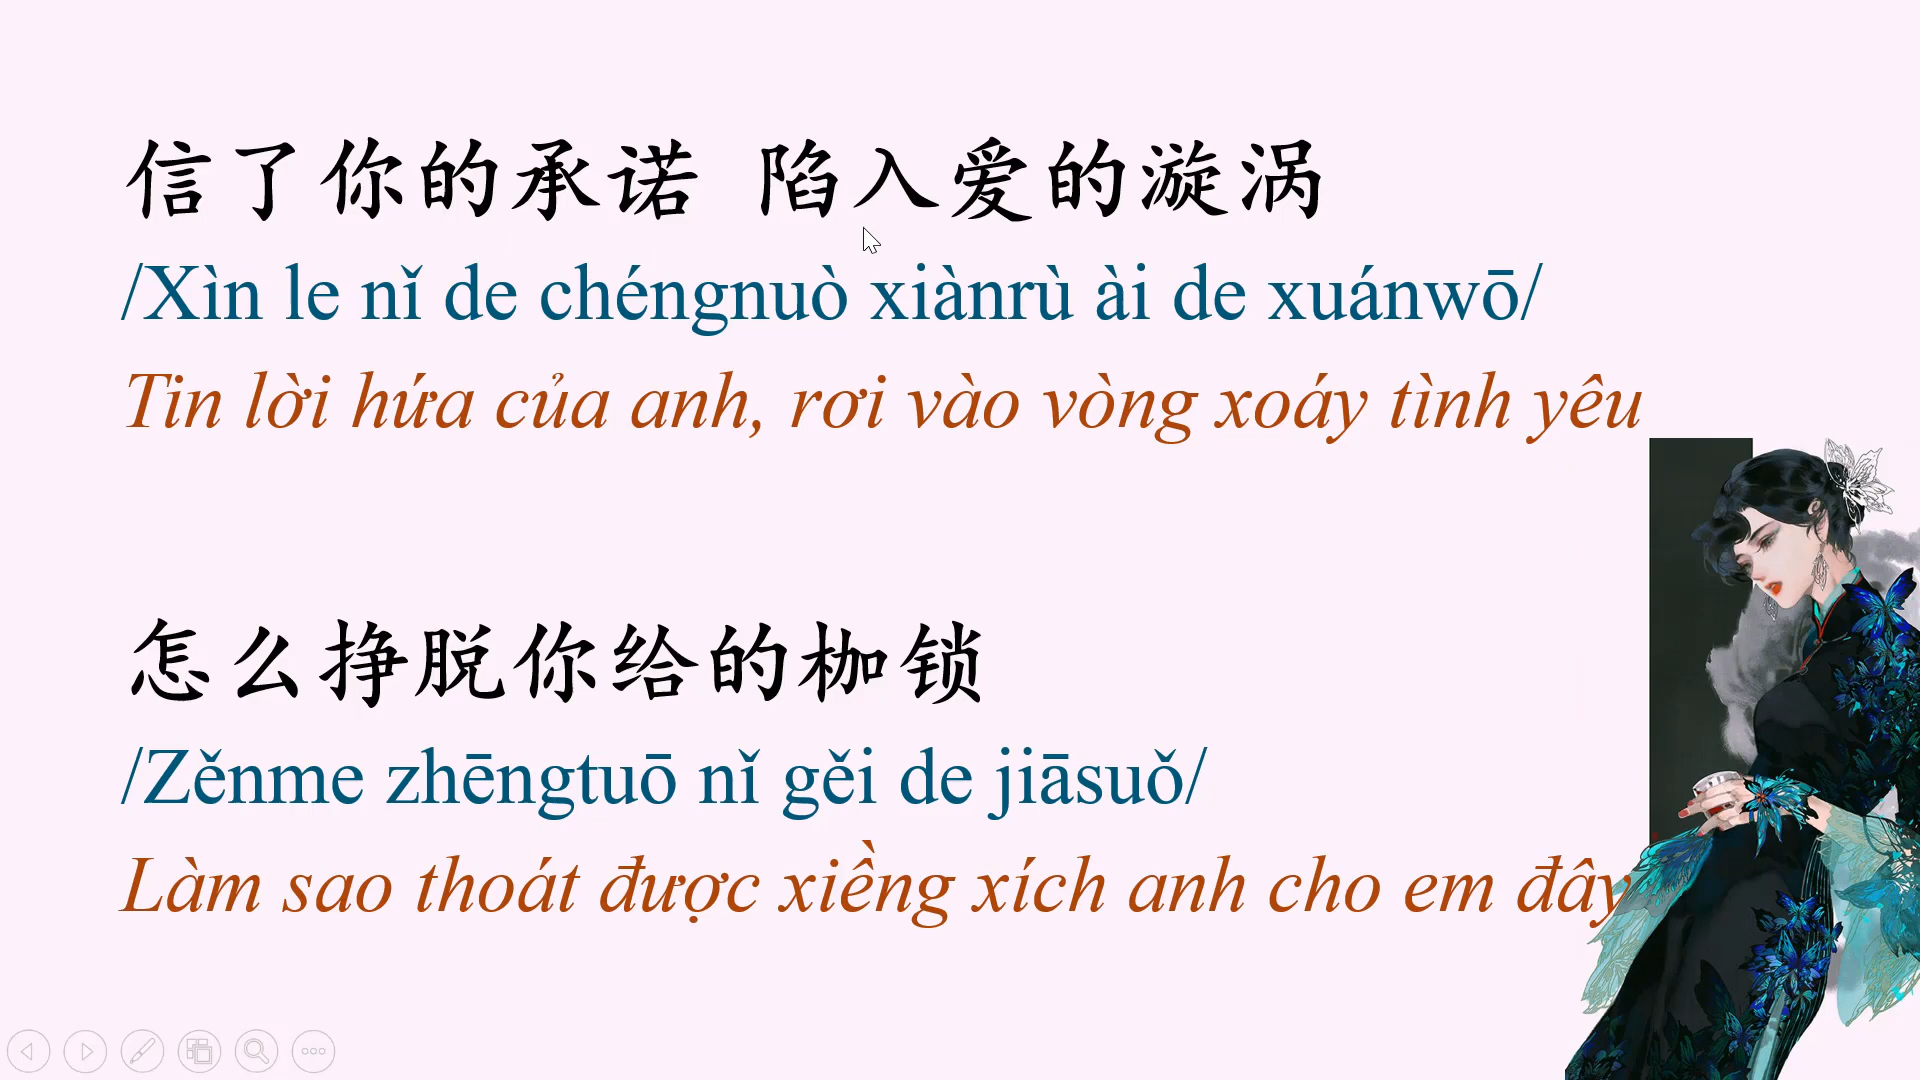 信了你的承诺 陷入爱的漩涡
/Xìn le nǐ de chéngnuò xiànrù ài de xuánwō/
Tin lời hứa của anh, rơi vào vòng xoáy tình yêu
怎么挣脱你给的枷锁
/Zěnme zhēngtuō nǐ gěi de jiāsuǒ/
Làm sao thoát được xiềng xích anh cho em đây